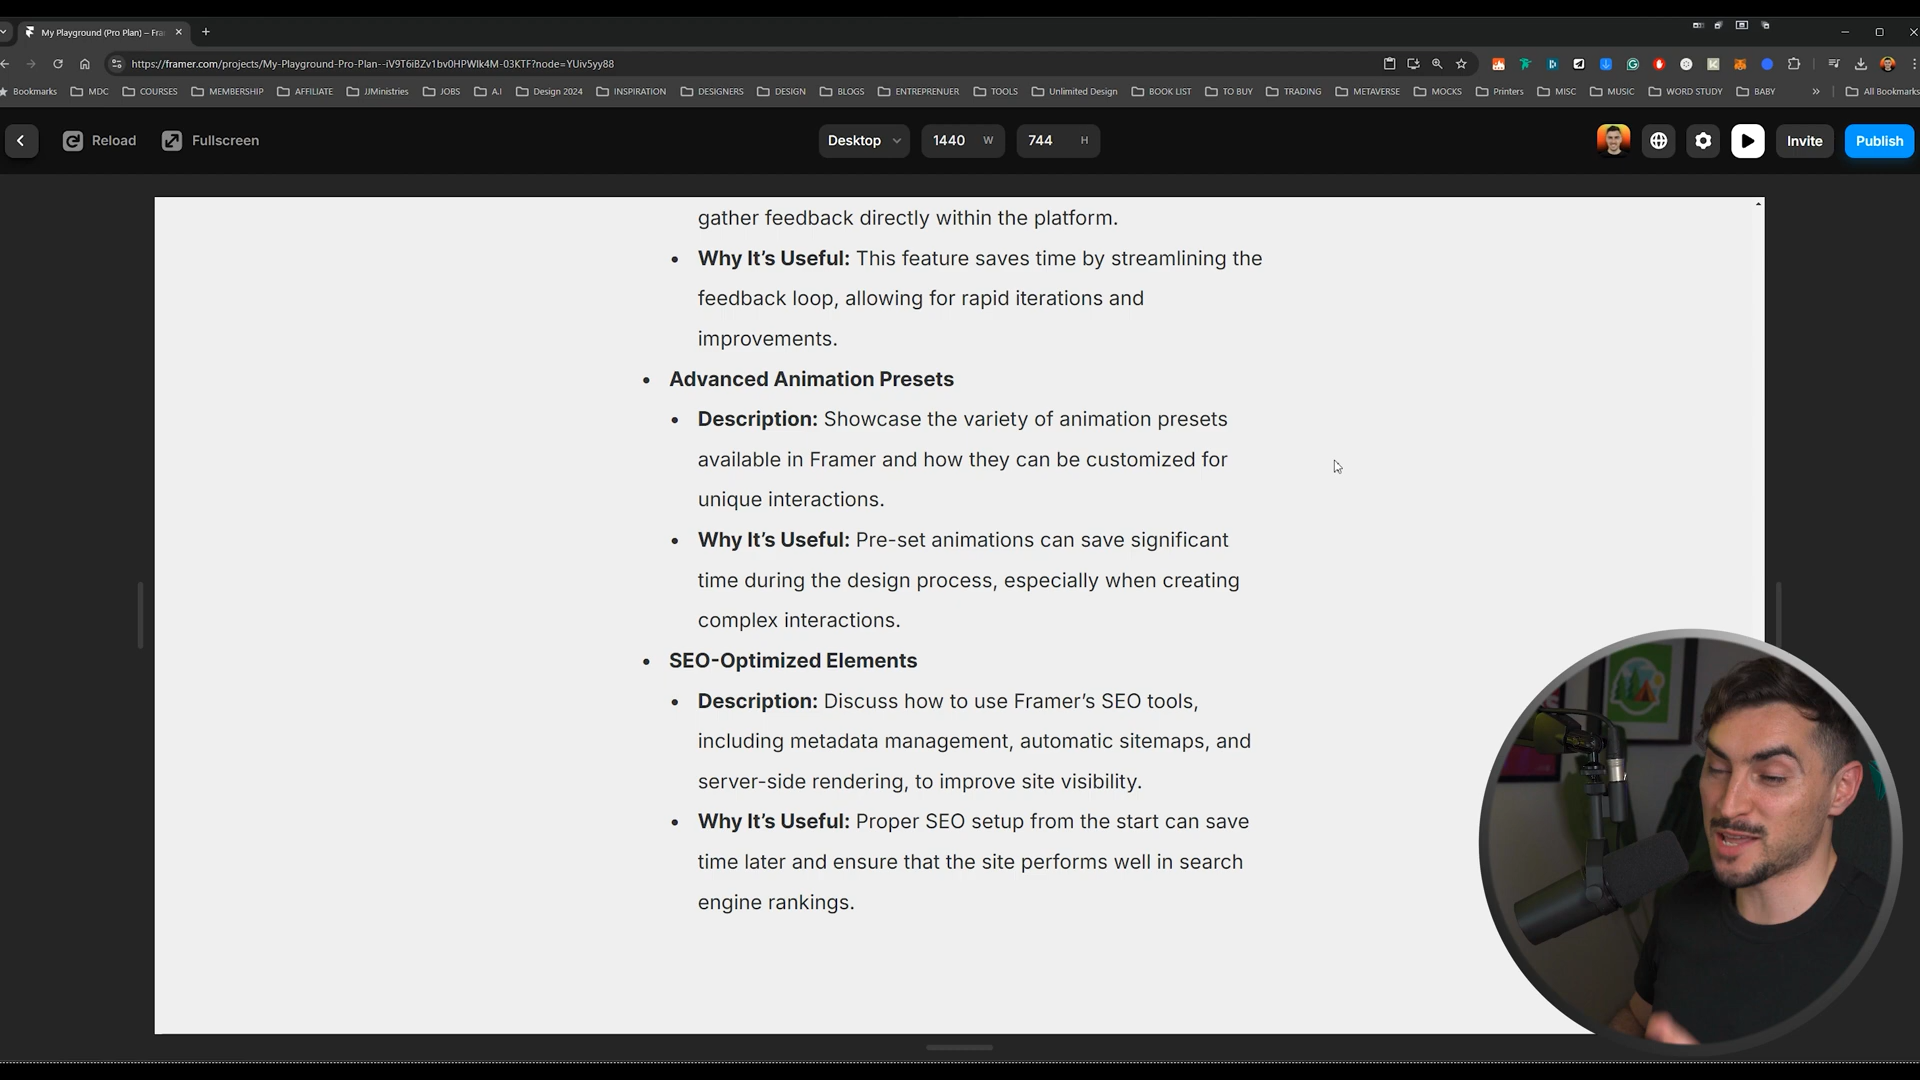 My Playground (Pro Plan) – Fra
https://framer.com/projects/My-Playground-Pro-Plan--iV9T6iBZv1bv0HPWlk4M-03KTF?node=YUiv5yy88
Bookmarks MDC COURSES MEMBERSHIP AFFILIATE JJMinistries JOBS A.I Design 2024 INSPIRATION DESIGNERS DESIGN BLOGS ENTREPRENUER TOOLS Unlimited Design BOOK LIST TO BUY TRADING METAVERSE MOCKS Printers MISC MUSIC WORD STUDY BABY » All Bookmarks
Reload Fullscreen Desktop 1440 W 744 H Invite Publish
gather feedback directly within the platform.
• Why It’s Useful: This feature saves time by streamlining the
feedback loop, allowing for rapid iterations and
improvements.
• Advanced Animation Presets
• Description: Showcase the variety of animation presets
available in Framer and how they can be customized for
unique interactions.
• Why It’s Useful: Pre-set animations can save significant
time during the design process, especially when creating
complex interactions.
• SEO-Optimized Elements
• Description: Discuss how to use Framer’s SEO tools,
including metadata management, automatic sitemaps, and
server-side rendering, to improve site visibility.
• Why It’s Useful: Proper SEO setup from the start can save
time later and ensure that the site performs well in search
engine rankings.